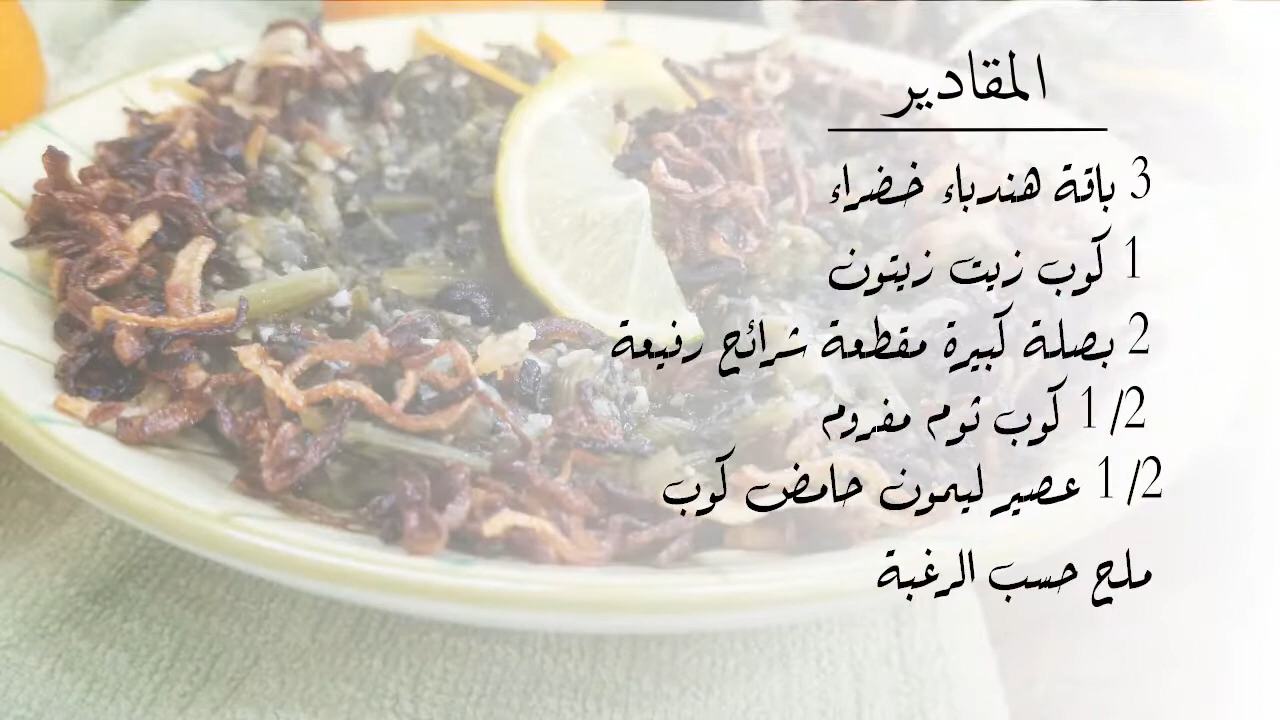 المقادير
3 باقة هندباء خضراء
1 كوب زيت زيتون
2 بصلة كبيرة مقطعة شرائح رفيعة
1/2 كوب ثوم مفروم
1/2 عصير ليمون حامض كوب
ملح حسب الرغبة